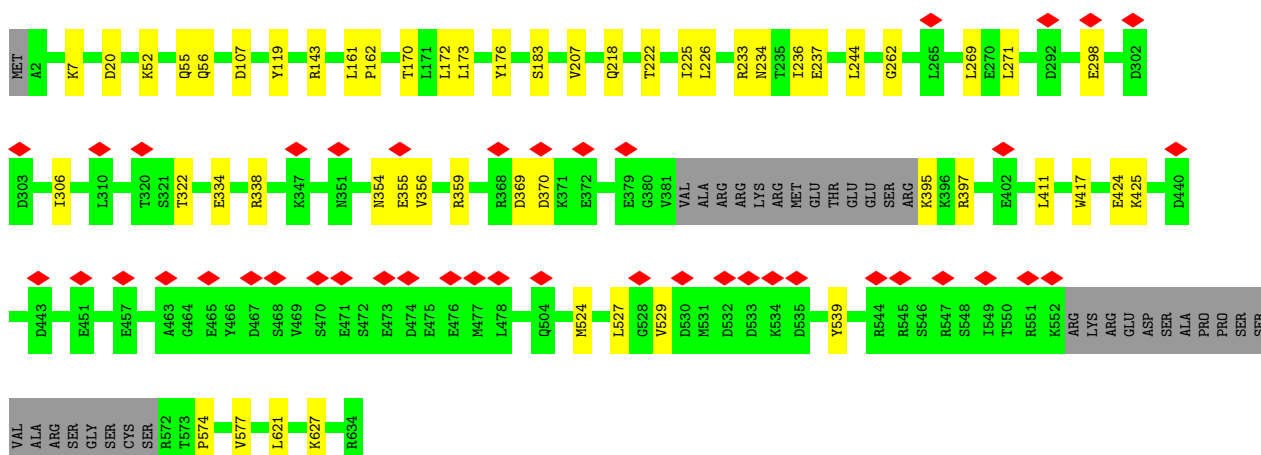 MET A2 K7 D20 K52 Q55 Q56 D107 Y119 R143 L161 P162 T170 L171 L172 L173 Y176 S183 V207 Q218 T222 I225 L226 R233 N234 T235 I236 E237 L244 G262 L265 L269 E270 L271 D292 E298 D302
D303 I306 L310 T320 S321 T322 E334 R338 K347 N351 N354 E355 V356 R359 R368 D369 D370 K371 E372 E379 G380 V381 VAL ALA ARG ARG LYS ARG MET GLU THR GLU GLU SER ARG K395 K396 R397 E402 L411 W417 E424 K425 D440
D443 E451 E457 A463 G464 E465 Y466 D467 S468 V469 S470 E471 S472 E473 D474 E475 E476 M477 L478 Q504 M524 L527 G528 V529 D530 M531 D532 D533 K534 D535 Y539 R544 R545 S546 R547 S548 I549 T550 R551 K552 ARG LYS ARG GLU ASP SER ALA PRO PRO SER SER
VAL ALA ARG SER GLY SER CYS SER R572 T573 P574 V577 L621 K627 R634